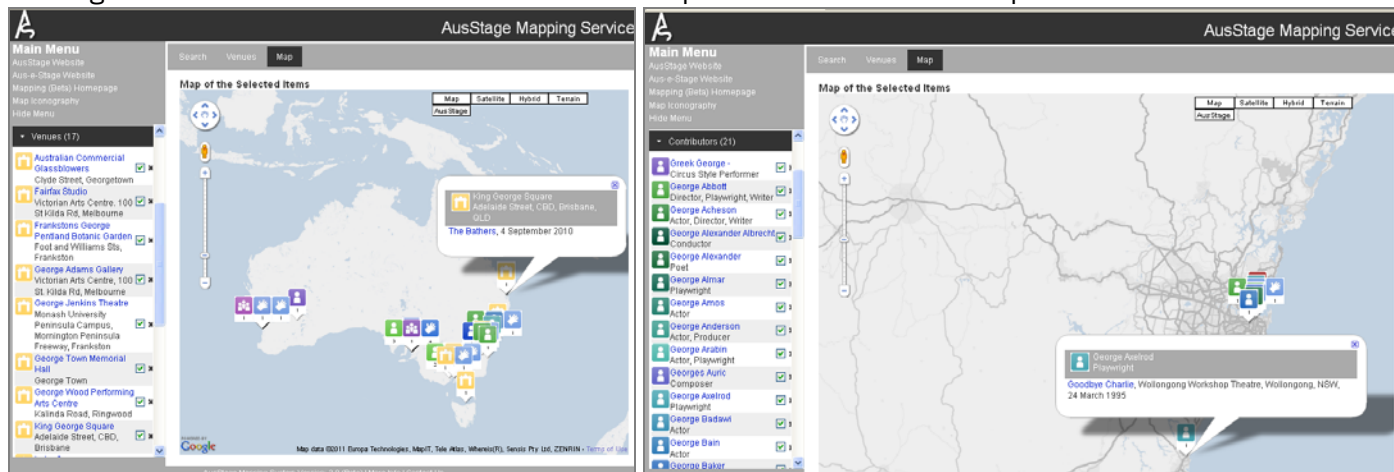 AusStage Mapping Service
Main Menu
AusStage Website
Aus-e-Stage Website
Mapping (Beta) Homepage
Map Iconography
Hide Menu
Search Venues Map
Map of the Selected Items
Map Satellite Hybrid Terrain
AusStage
Venues (17)
Australian Commercial
Glassblowers
Clyde Street, Georgetown
Fairfax Studio
Victorian Arts Centre, 100
St Kilda Rd, Melbourne
Frankstons George
Pentland Botanic Garden
Foot and Williams Sts,
Frankston
George Adams Gallery
Victorian Arts Centre, 100
St. Kilda Rd, Melbourne
George Jenkins Theatre
Monash University
Peninsula Campus,
Mornington Peninsula
Freeway, Frankston
George Town Memorial
Hall
George Town
George Wood Performing
Arts Centre
Kalinda Road, Ringwood
King George Square
Adelaide Street, CBD,
Brisbane
King George Square
Adelaide Street, CBD, Brisbane,
QLD
The Bathers, 4 September 2010
POWERED BY
Google
Map data ©2011 Europa Technologies, MapIT, Tele Atlas, Whereis(R), Sensis Pty Ltd, ZENRIN - Terms of Use
AusStage Mapping Service
Main Menu
AusStage Website
Aus-e-Stage Website
Mapping (Beta) Homepage
Map Iconography
Hide Menu
Search Venues Map
Map of the Selected Items
Map Satellite Hybrid Terrain
AusStage
Contributors (21)
Greek George -
Circus Style Performer
George Abbott
Director, Playwright, Writer
George Acheson
Actor, Director, Writer
George Alexander Albrecht
Conductor
George Alexander
Poet
George Almar
Playwright
George Amos
Actor
George Anderson
Actor, Producer
George Arabin
Actor, Playwright
Georges Auric
Composer
George Axelrod
Playwright
George Badawi
Actor
George Bain
Actor
George Baker
George Axelrod
Playwright
Goodbye Charlie, Wollongong Workshop Theatre, Wollongong, NSW,
24 March 1995